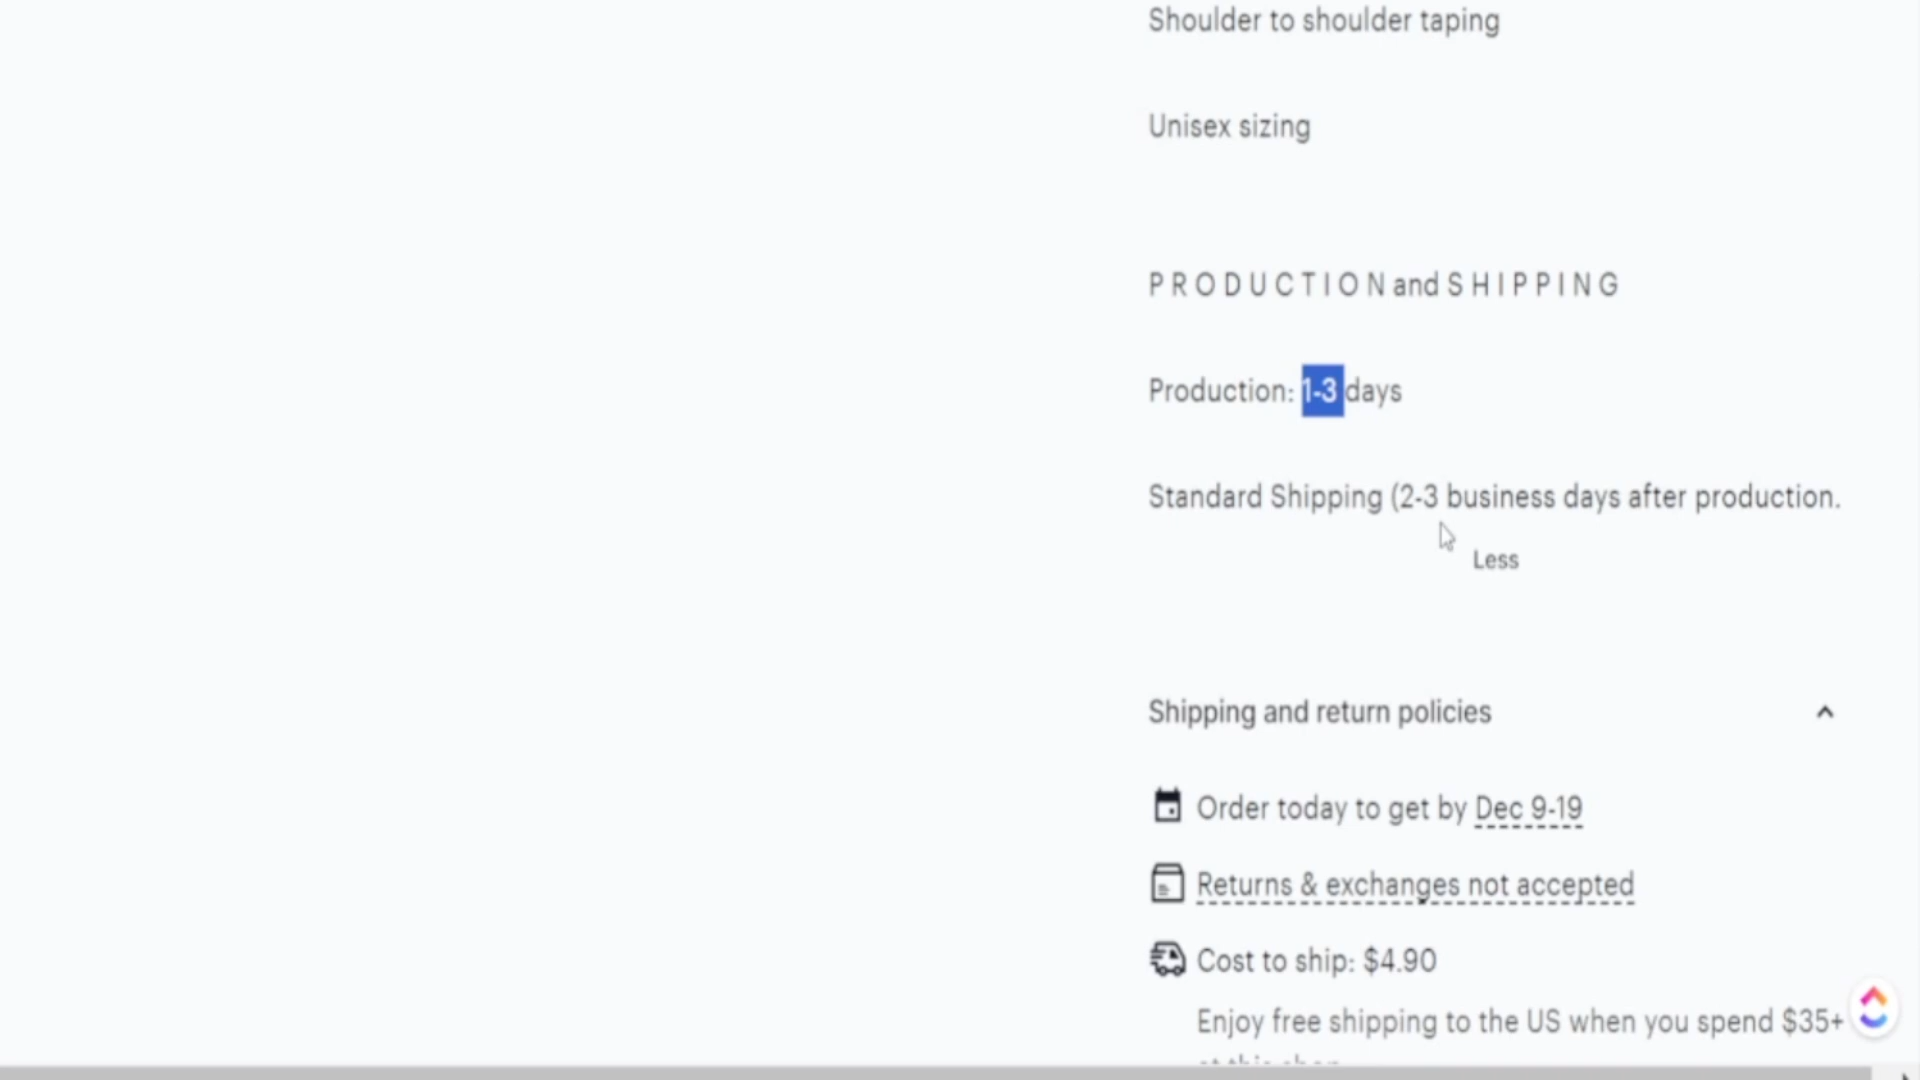 Shoulder to shoulder taping
Unisex sizing
P R O D U C T I O N and S H I P P I N G
Production: 1-3 days
Standard Shipping (2-3 business days after production.
Less
Shipping and return policies
Order today to get by Dec 9-19
Returns & exchanges not accepted
Cost to ship: $4.90
Enjoy free shipping to the US when you spend $35+